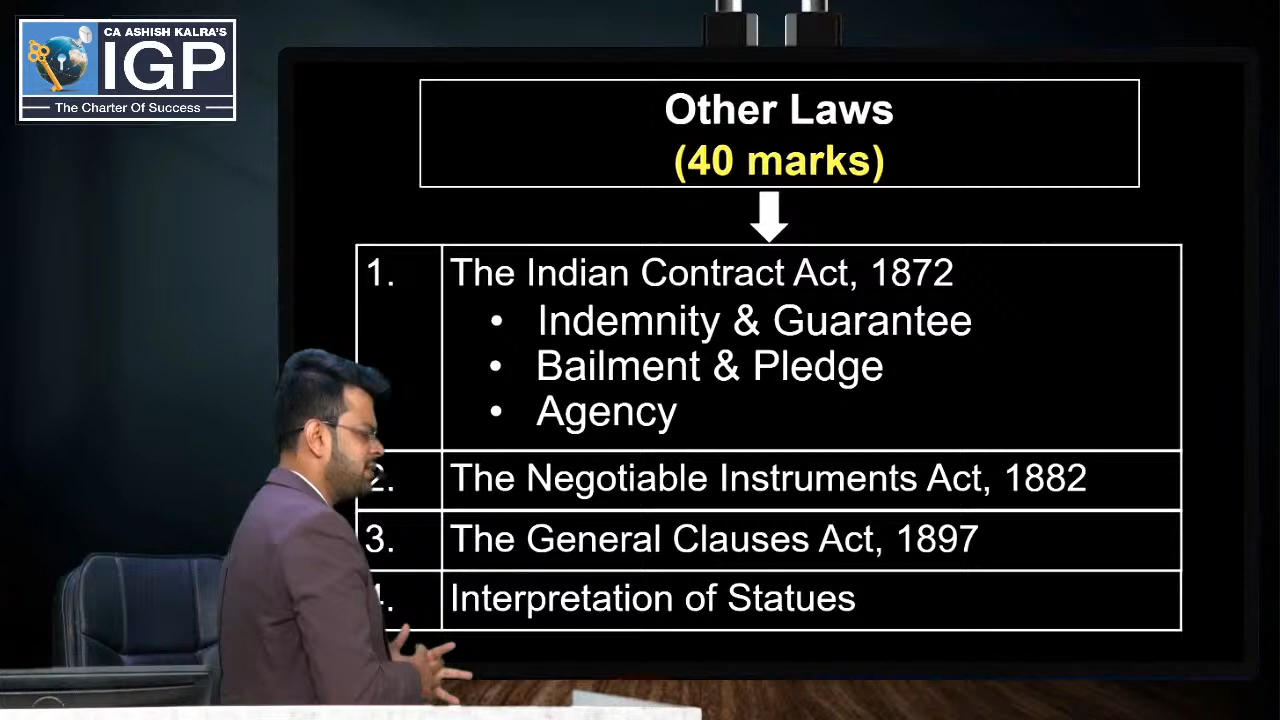 CA ASHISH KALRA'S
IGP
The Charter Of Success
Other Laws
(40 marks)
1. The Indian Contract Act, 1872
• Indemnity & Guarantee
• Bailment & Pledge
• Agency
2. The Negotiable Instruments Act, 1882
3. The General Clauses Act, 1897
Interpretation of Statues